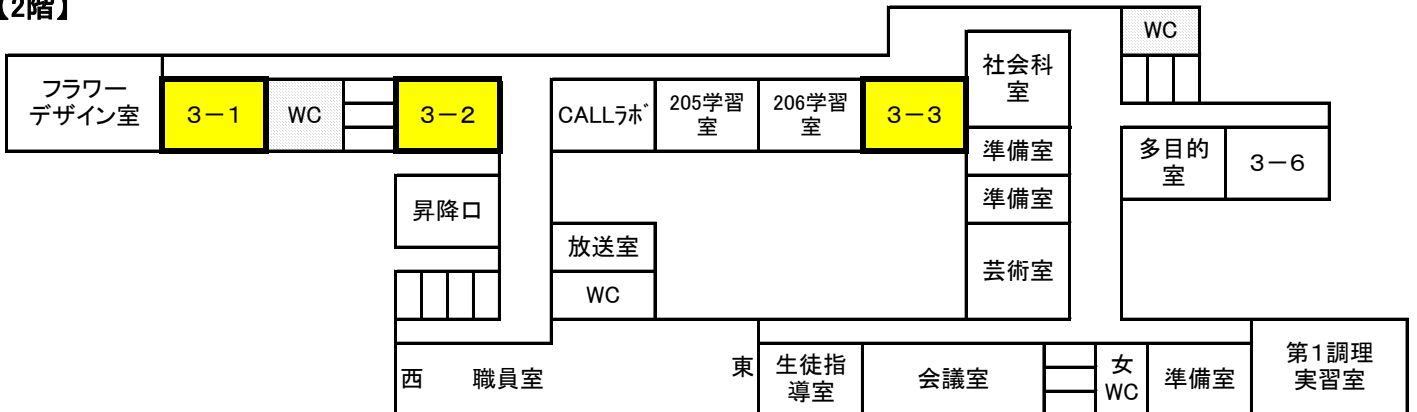 【2階】
WC
フラワー
デザイン室
3－1
WC
3－2
CALLﾗﾎﾞ
205学習
室
206学習
室
3－3
社会科
室
準備室
準備室
芸術室
多目的
室
3－6
昇降口
放送室
WC
西
職員室
東
生徒指
導室
会議室
女
WC
準備室
第1調理
実習室